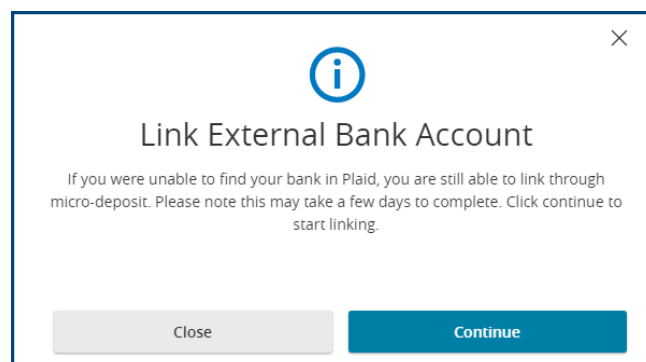 Link External Bank Account
If you were unable to find your bank in Plaid, you are still able to link through
micro-deposit. Please note this may take a few days to complete. Click continue to
start linking.
Close
Continue